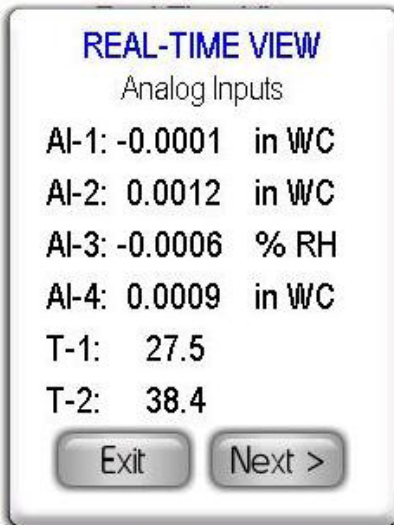 REAL-TIME VIEW
Analog Inputs
AI-1: -0.0001 in WC
AI-2: 0.0012 in WC
AI-3: -0.0006 % RH
AI-4: 0.0009 in WC
T-1: 27.5
T-2: 38.4
Exit Next >